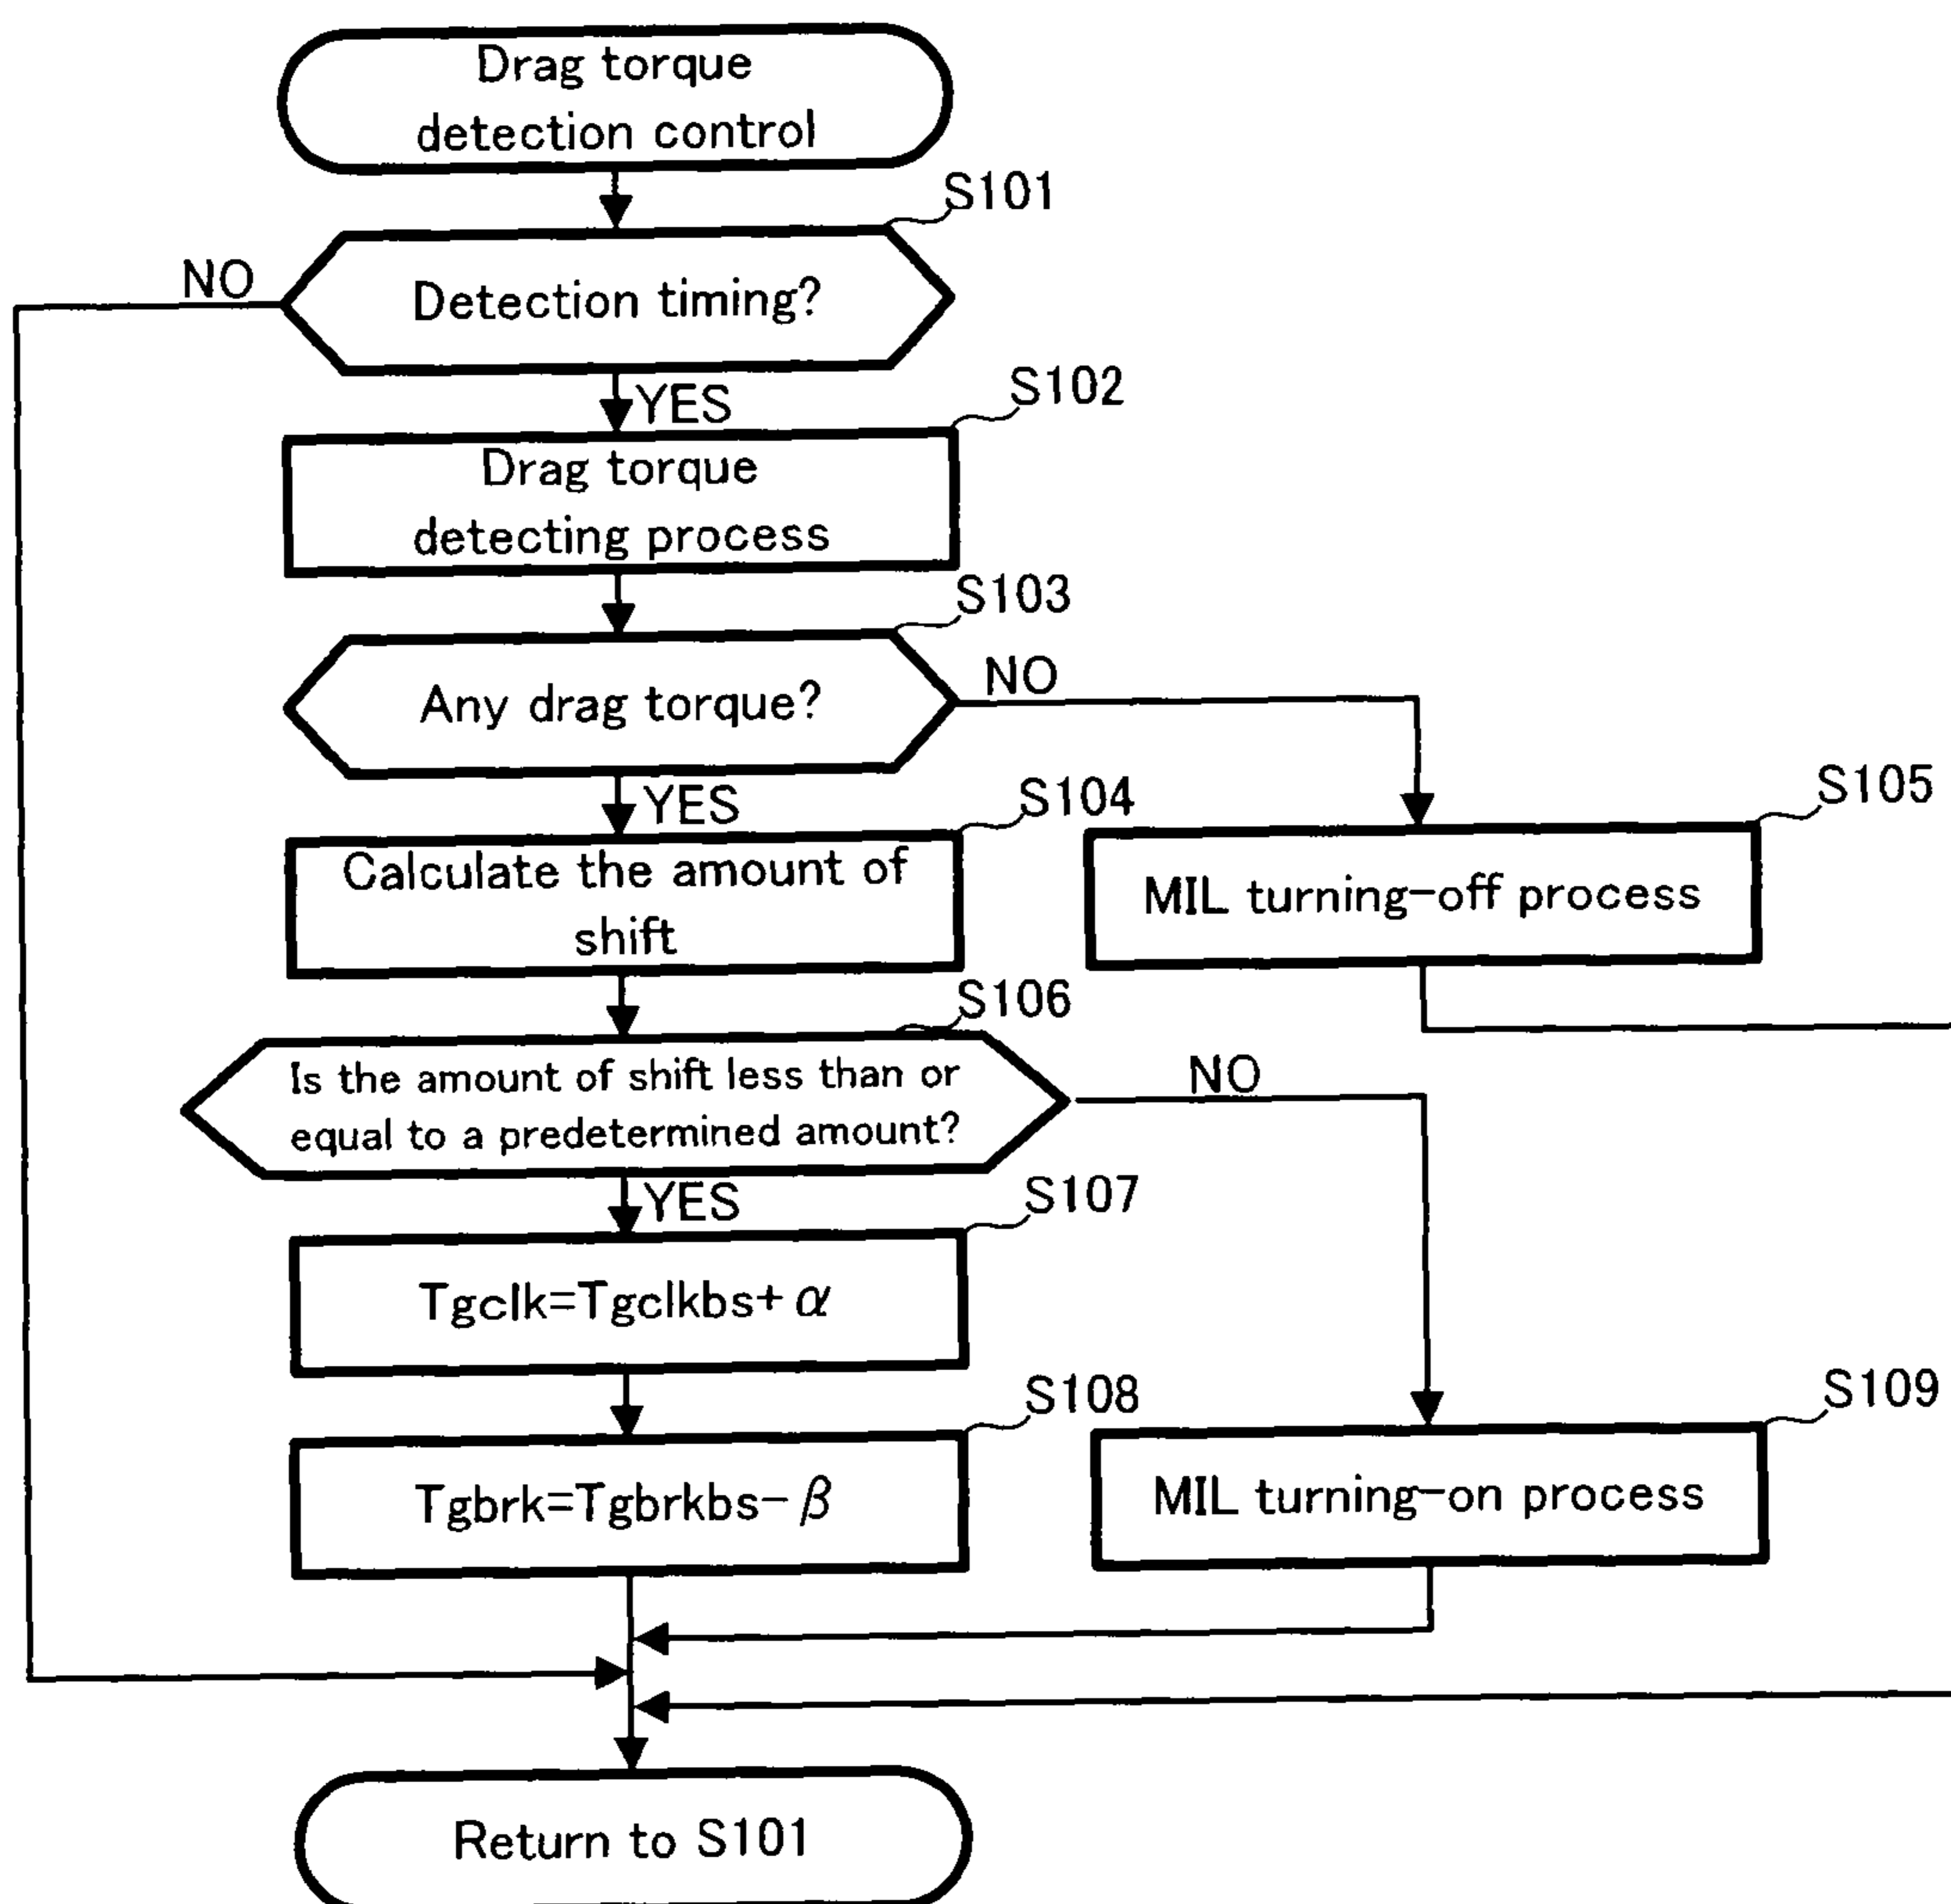 Drag torque
detection control
S101
NO
Detection timing?
YES
S102
Drag torque
detecting process
S103
Any drag torque?
NO
YES
S104
Calculate the amount of
shift
S105
MIL turning-off process
S106
Is the amount of shift less than or
equal to a predetermined amount?
NO
YES
S107
Tgclk=Tgclkbs+α
S108
Tgbrk=Tgbrkbs-β
S109
MIL turning-on process
Return to S101